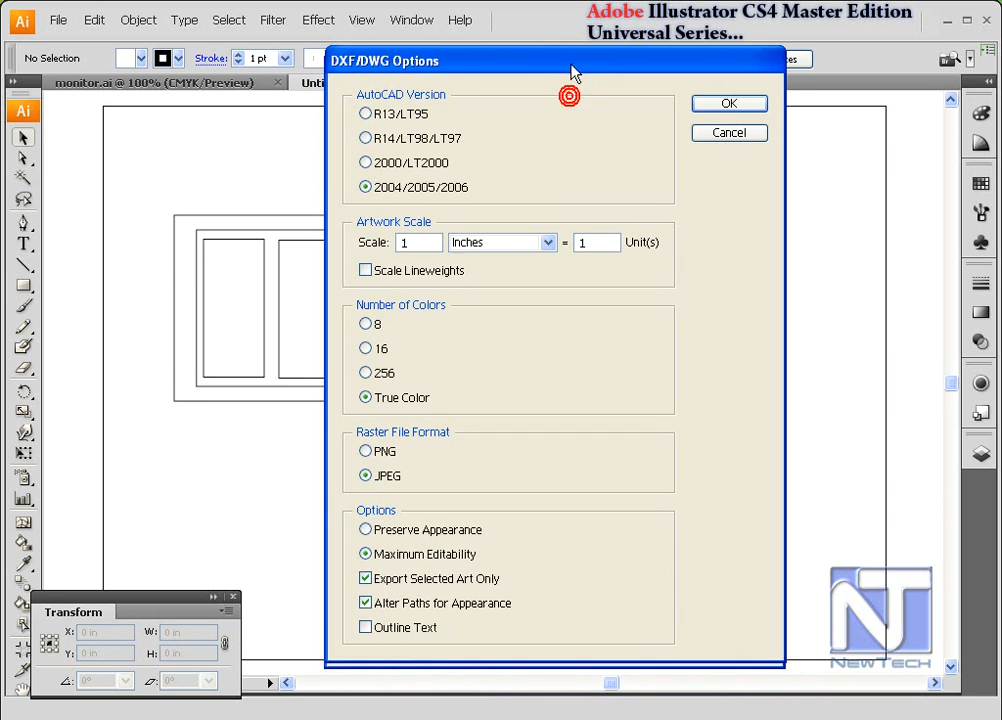 Ai File Edit Object Type Select Filter Effect View Window Help
Adobe Illustrator CS4 Master Edition
Universal Series...
No Selection Stroke: 1 pt
monitor.ai @ 100% (CMYK/Preview) × Unti
Ai
DXF/DWG Options
AutoCAD Version
R13/LT95
R14/LT98/LT97
2000/LT2000
2004/2005/2006
OK
Cancel
Artwork Scale
Scale: 1 Inches = 1 Unit(s)
Scale Lineweights
Number of Colors
8
16
256
True Color
Raster File Format
PNG
JPEG
Options
Preserve Appearance
Maximum Editability
Export Selected Art Only
Alter Paths for Appearance
Outline Text
Transform
X: 0 in W: 0 in
Y: 0 in H: 0 in
0° 0°
NT
NewTech